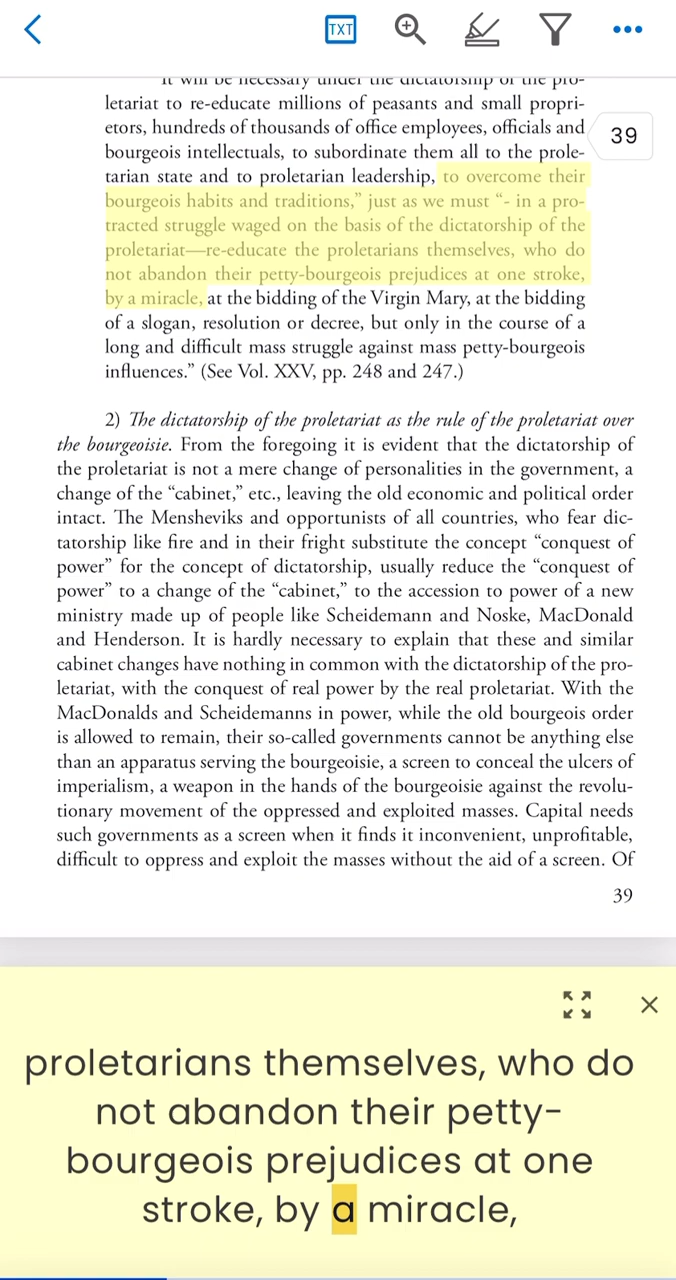 TXT
It will be necessary under the dictatorship of the pro-
letariat to re-educate millions of peasants and small propri-
etors, hundreds of thousands of office employees, officials and
bourgeois intellectuals, to subordinate them all to the prole-
tarian state and to proletarian leadership, to overcome their
bourgeois habits and traditions,” just as we must “- in a pro-
tracted struggle waged on the basis of the dictatorship of the
proletariat—re-educate the proletarians themselves, who do
not abandon their petty-bourgeois prejudices at one stroke,
by a miracle, at the bidding of the Virgin Mary, at the bidding
of a slogan, resolution or decree, but only in the course of a
long and difficult mass struggle against mass petty-bourgeois
influences.” (See Vol. XXV, pp. 248 and 247.)
39
2) The dictatorship of the proletariat as the rule of the proletariat over
the bourgeoisie. From the foregoing it is evident that the dictatorship of
the proletariat is not a mere change of personalities in the government, a
change of the “cabinet,” etc., leaving the old economic and political order
intact. The Mensheviks and opportunists of all countries, who fear dic-
tatorship like fire and in their fright substitute the concept “conquest of
power” for the concept of dictatorship, usually reduce the “conquest of
power” to a change of the “cabinet,” to the accession to power of a new
ministry made up of people like Scheidemann and Noske, MacDonald
and Henderson. It is hardly necessary to explain that these and similar
cabinet changes have nothing in common with the dictatorship of the pro-
letariat, with the conquest of real power by the real proletariat. With the
MacDonalds and Scheidemanns in power, while the old bourgeois order
is allowed to remain, their so-called governments cannot be anything else
than an apparatus serving the bourgeoisie, a screen to conceal the ulcers of
imperialism, a weapon in the hands of the bourgeoisie against the revolu-
tionary movement of the oppressed and exploited masses. Capital needs
such governments as a screen when it finds it inconvenient, unprofitable,
difficult to oppress and exploit the masses without the aid of a screen. Of
39
proletarians themselves, who do
not abandon their petty-
bourgeois prejudices at one
stroke, by a miracle,